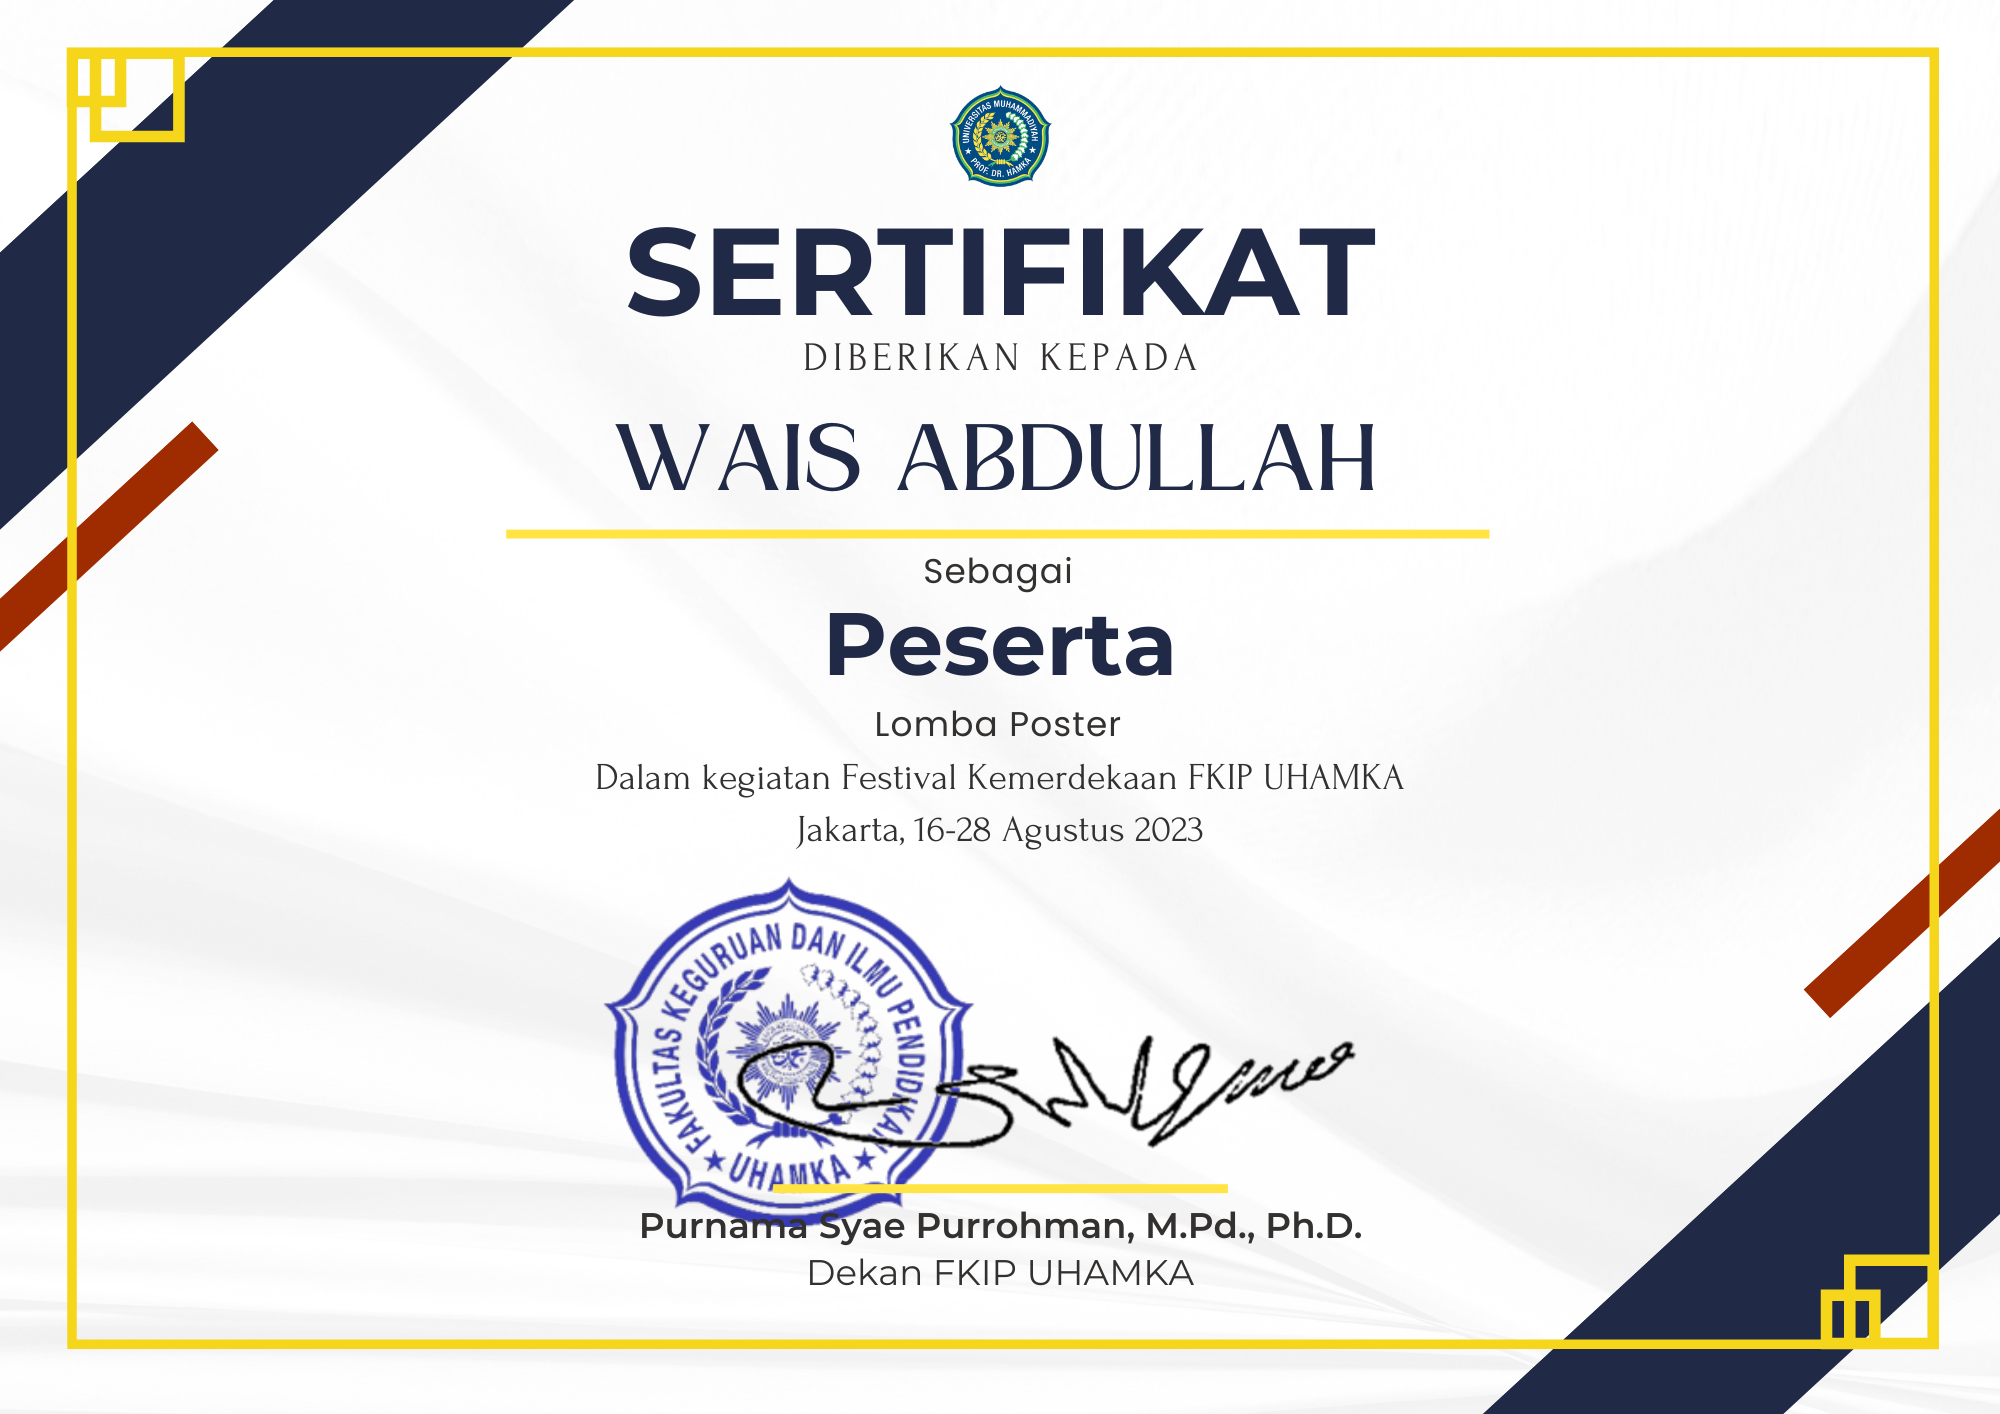 UNIVERSITAS MUHAMMADIYAH
PROF. DR. HAMKA
SERTIFIKAT
DIBERIKAN KEPADA
WAIS ABDULLAH
Sebagai
Peserta
Lomba Poster
Dalam kegiatan Festival Kemerdekaan FKIP UHAMKA
Jakarta, 16-28 Agustus 2023
FAKULTAS KEGURUAN DAN ILMU PENDIDIKAN
UHAMKA
Purnama Syae Purrohman, M.Pd., Ph.D.
Dekan FKIP UHAMKA